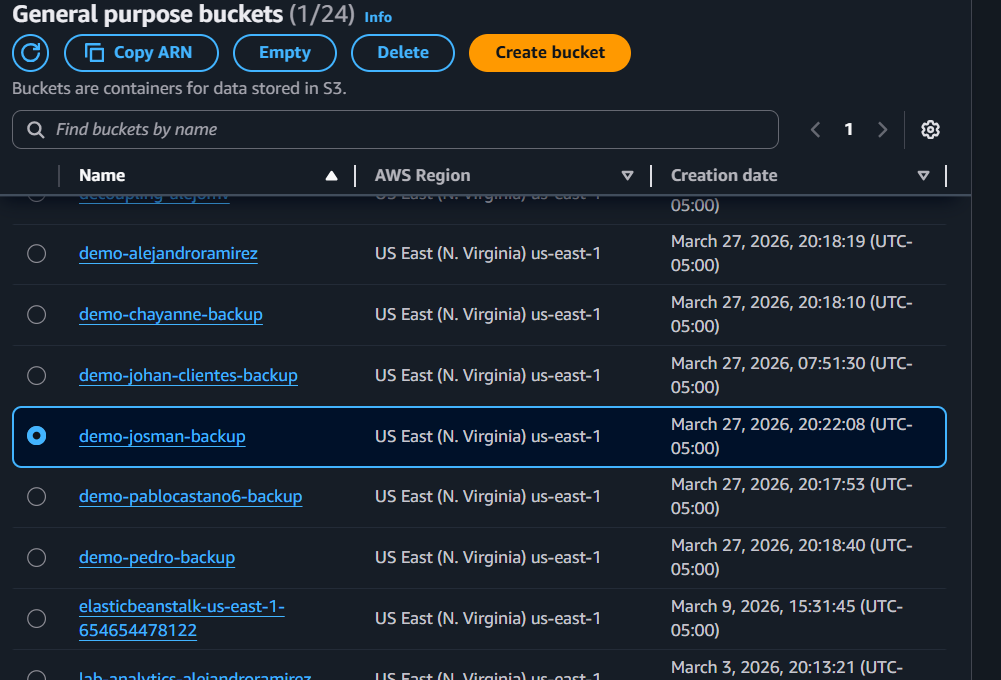 General purpose buckets (1/24) Info
Copy ARN Empty Delete Create bucket
Buckets are containers for data stored in S3.
Find buckets by name 1
Name AWS Region Creation date
05:00)
demo-alejandroramirez US East (N. Virginia) us-east-1 March 27, 2026, 20:18:19 (UTC-
05:00)
demo-chayanne-backup US East (N. Virginia) us-east-1 March 27, 2026, 20:18:10 (UTC-
05:00)
demo-johan-clientes-backup US East (N. Virginia) us-east-1 March 27, 2026, 07:51:30 (UTC-
05:00)
demo-josman-backup US East (N. Virginia) us-east-1 March 27, 2026, 20:22:08 (UTC-
05:00)
demo-pablocastano6-backup US East (N. Virginia) us-east-1 March 27, 2026, 20:17:53 (UTC-
05:00)
demo-pedro-backup US East (N. Virginia) us-east-1 March 27, 2026, 20:18:40 (UTC-
05:00)
elasticbeanstalk-us-east-1- US East (N. Virginia) us-east-1 March 9, 2026, 15:31:45 (UTC-
654654478122 05:00)
lab-analytics-alejandroramirez March 3, 2026, 20:13:21 (UTC-